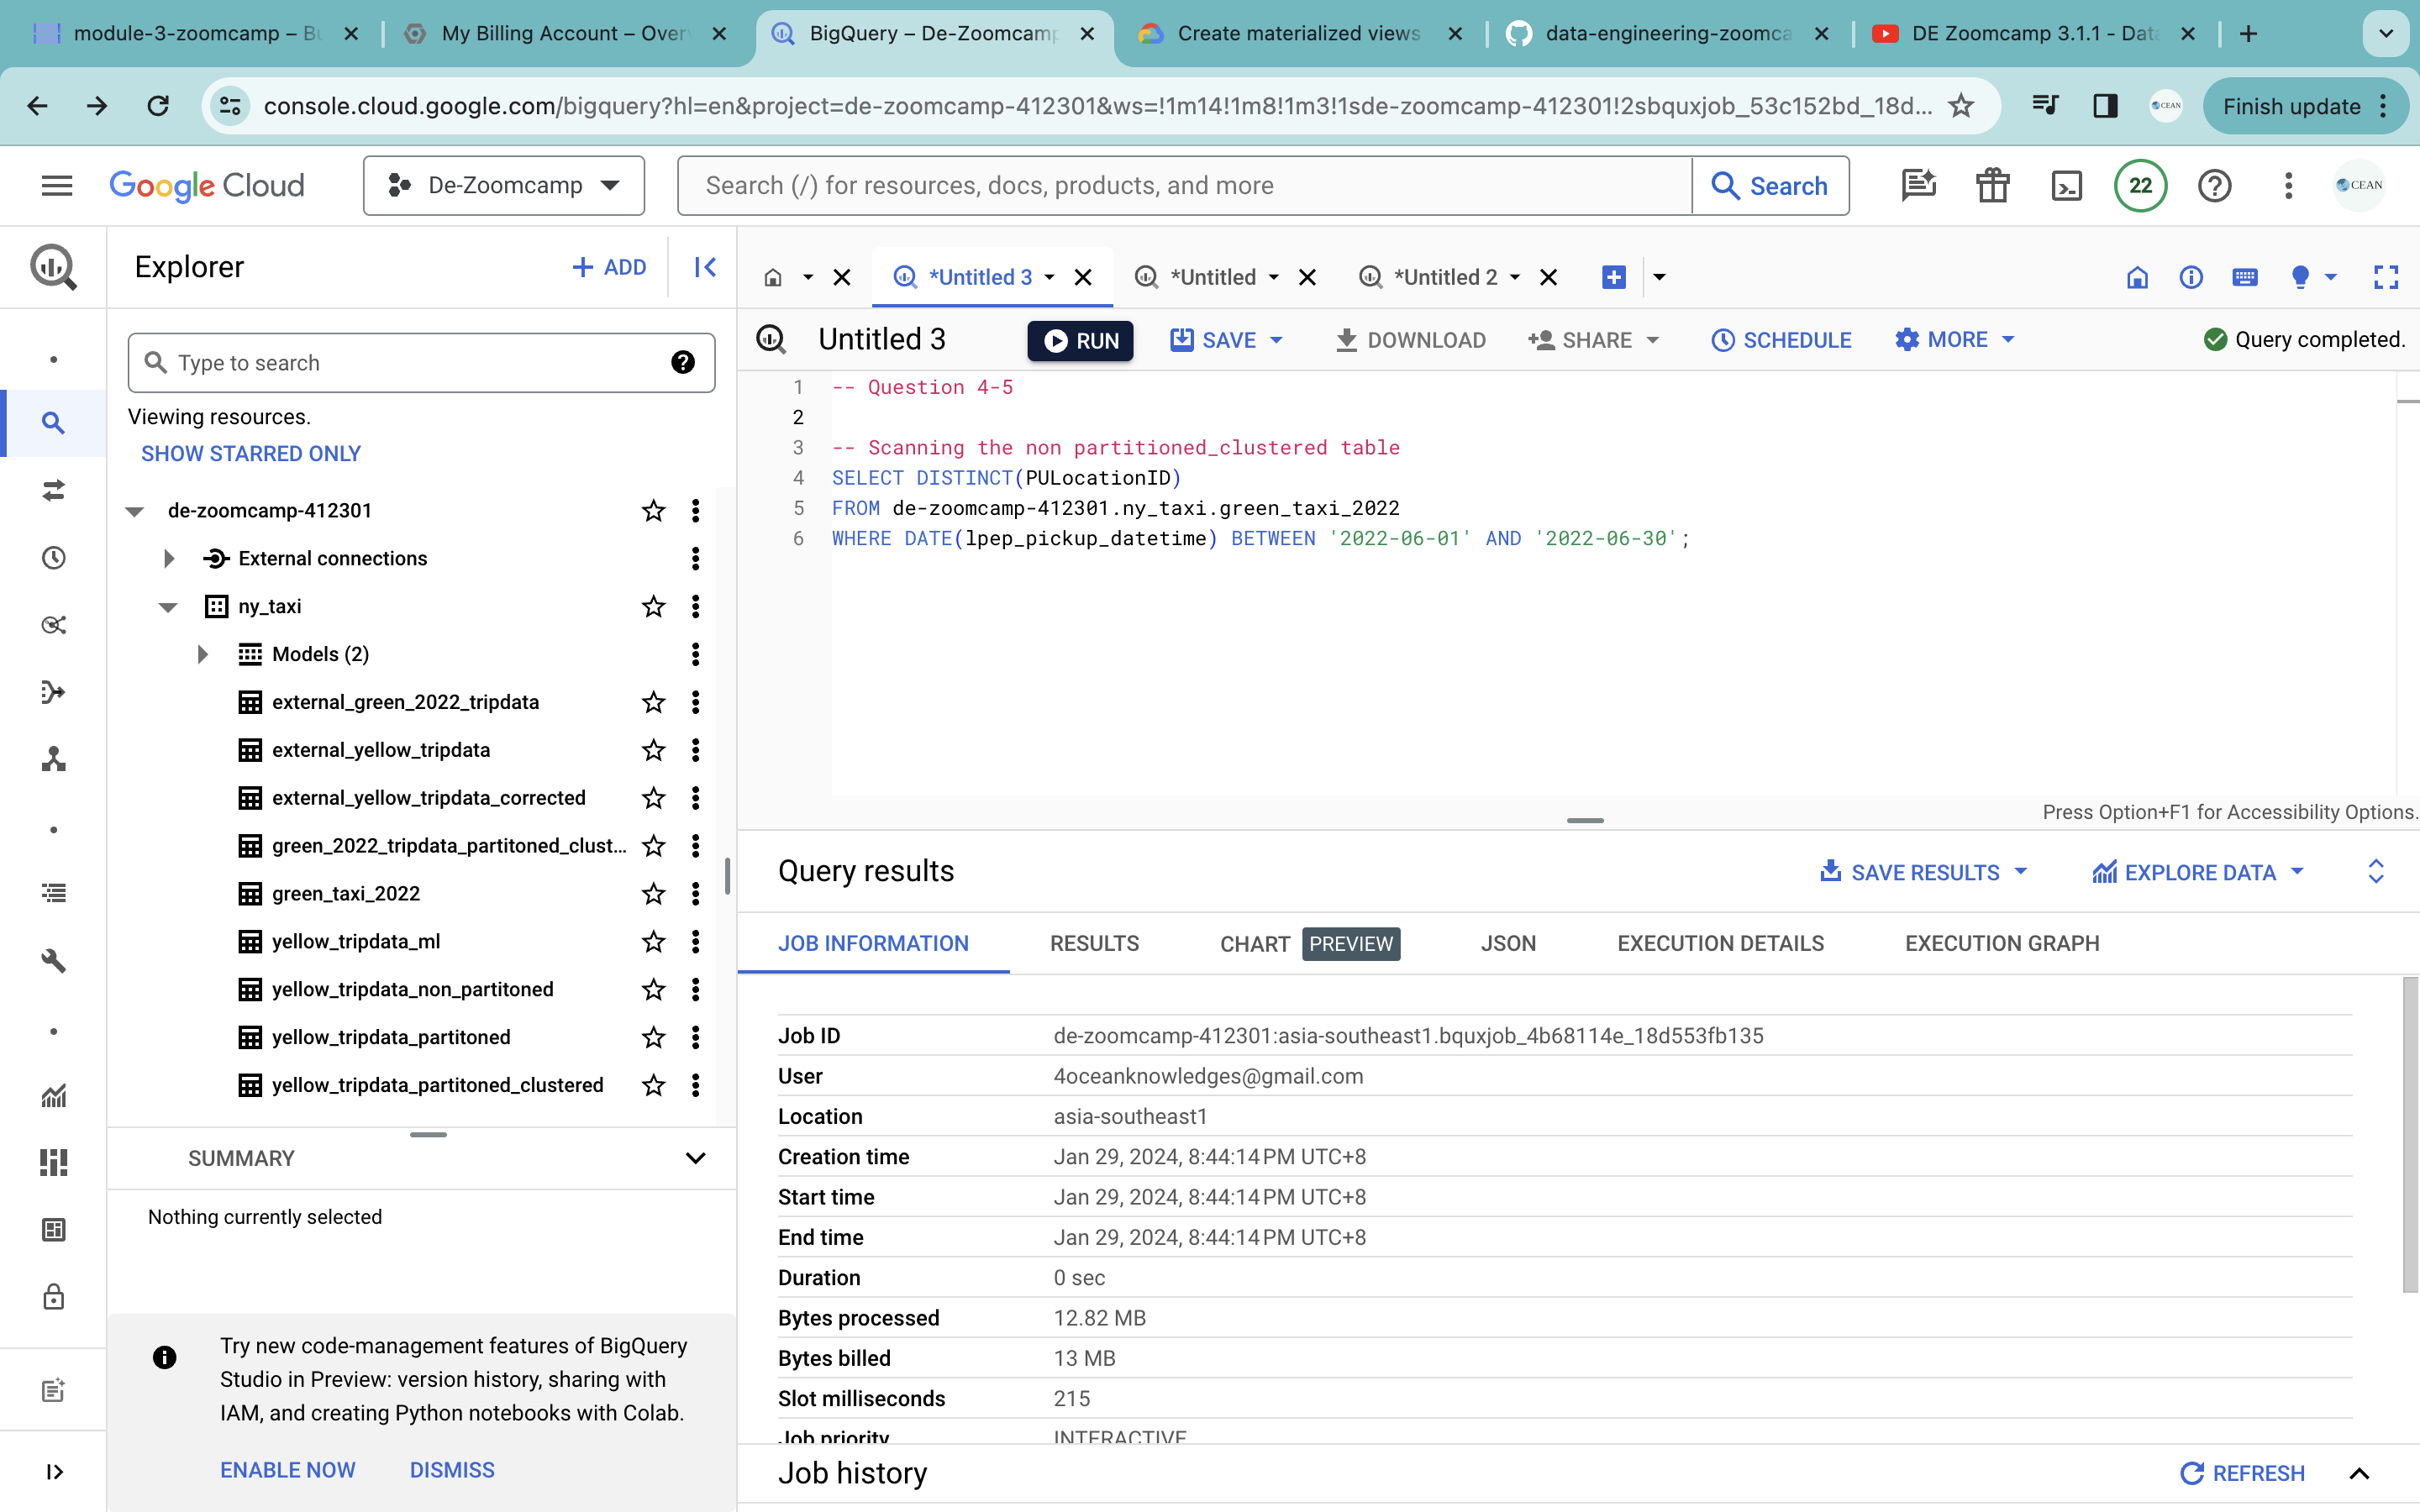 module-3-zoomcamp – Bu
My Billing Account – Over
BigQuery – De-Zoomcamp
Create materialized views
data-engineering-zoomca
DE Zoomcamp 3.1.1 - Data
console.cloud.google.com/bigquery?hl=en&project=de-zoomcamp-412301&ws=!1m14!1m8!1m3!1sde-zoomcamp-412301!2sbquxjob_53c152bd_18d...
CEAN
Finish update
Google Cloud
De-Zoomcamp
Search (/) for resources, docs, products, and more
Search
22
CEAN
Explorer
ADD
*Untitled 3
*Untitled
*Untitled 2
Type to search
Viewing resources.
SHOW STARRED ONLY
de-zoomcamp-412301
External connections
ny_taxi
Models (2)
external_green_2022_tripdata
external_yellow_tripdata
external_yellow_tripdata_corrected
green_2022_tripdata_partitoned_clust...
green_taxi_2022
yellow_tripdata_ml
yellow_tripdata_non_partitoned
yellow_tripdata_partitoned
yellow_tripdata_partitoned_clustered
SUMMARY
Nothing currently selected
Try new code-management features of BigQuery
Studio in Preview: version history, sharing with
IAM, and creating Python notebooks with Colab.
ENABLE NOW
DISMISS
Untitled 3
RUN
SAVE
DOWNLOAD
SHARE
SCHEDULE
MORE
Query completed.
1 -- Question 4-5
2
3 -- Scanning the non partitioned_clustered table
4 SELECT DISTINCT(PULocationID)
5 FROM de-zoomcamp-412301.ny_taxi.green_taxi_2022
6 WHERE DATE(lpep_pickup_datetime) BETWEEN '2022-06-01' AND '2022-06-30';
Press Option+F1 for Accessibility Options.
Query results
SAVE RESULTS
EXPLORE DATA
JOB INFORMATION
RESULTS
CHART PREVIEW
JSON
EXECUTION DETAILS
EXECUTION GRAPH
Job ID de-zoomcamp-412301:asia-southeast1.bquxjob_4b68114e_18d553fb135
User 4oceanknowledges@gmail.com
Location asia-southeast1
Creation time Jan 29, 2024, 8:44:14 PM UTC+8
Start time Jan 29, 2024, 8:44:14 PM UTC+8
End time Jan 29, 2024, 8:44:14 PM UTC+8
Duration 0 sec
Bytes processed 12.82 MB
Bytes billed 13 MB
Slot milliseconds 215
Job priority INTERACTIVE
Job history
REFRESH